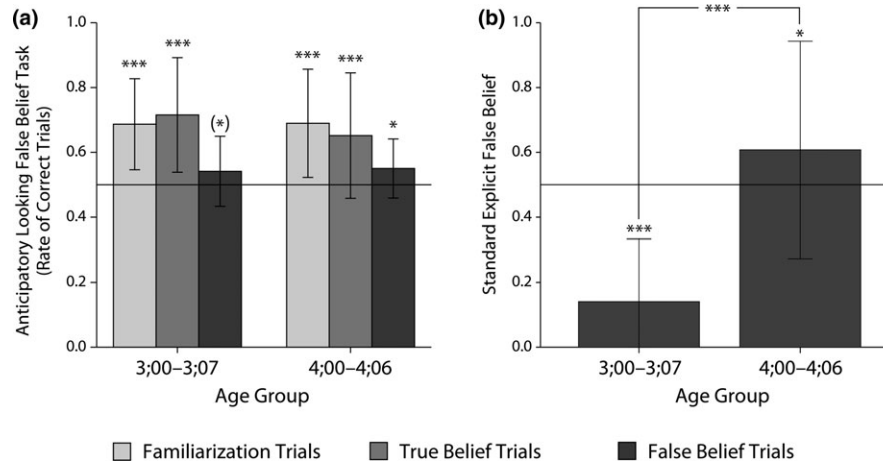 (a)
Anticipatory Looking False Belief Task
(Rate of Correct Trials)
1.0
0.8
0.6
0.4
0.2
0.0
***
***
(*)
***
***
*
3;00–3;07
4;00–4;06
Age Group
(b)
Standard Explicit False Belief
1.0
0.8
0.6
0.4
0.2
0.0
***
***
*
3;00–3;07
4;00–4;06
Age Group
Familiarization Trials
True Belief Trials
False Belief Trials